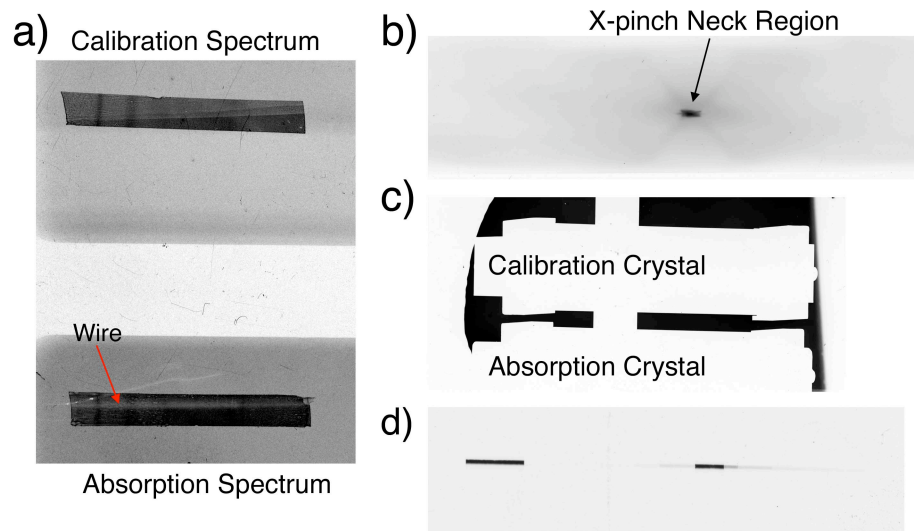 a)
Calibration Spectrum
Wire
Absorption Spectrum
b)
X-pinch Neck Region
c)
Calibration Crystal
Absorption Crystal
d)